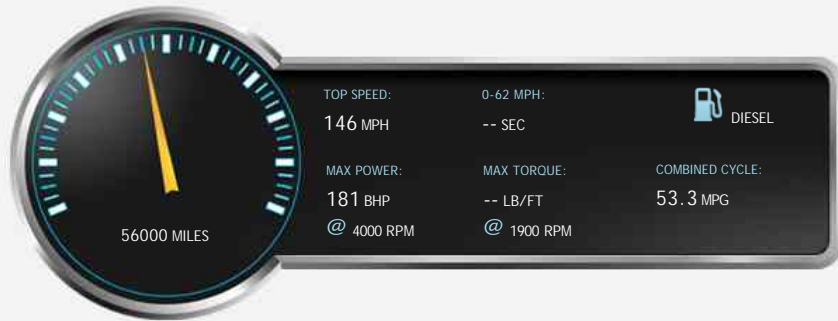 TOP SPEED:
146 MPH
0-62 MPH:
-- SEC
DIESEL
MAX POWER:
181 BHP
@ 4000 RPM
MAX TORQUE:
-- LB/FT
@ 1900 RPM
COMBINED CYCLE:
53.3 MPG
56000 MILES